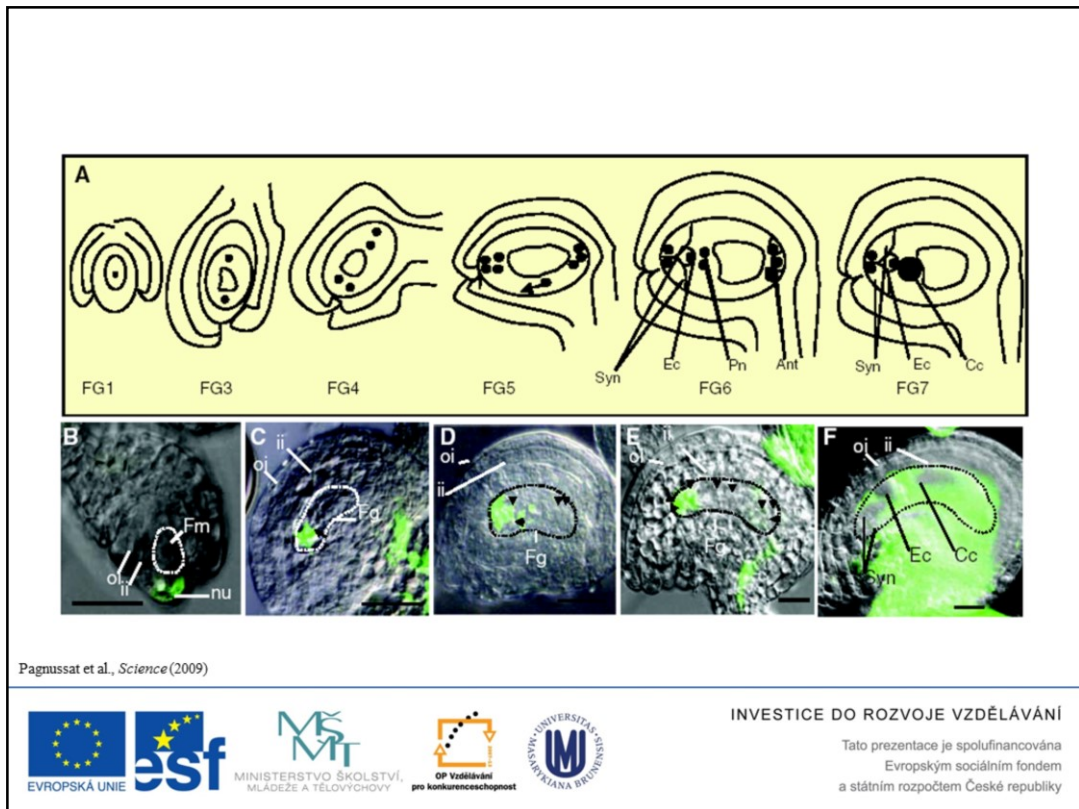 A
FG1
FG3
FG4
FG5
Syn
Ec
Pn
FG6
Ant
Syn
Ec
FG7
Cc
B
Fm
oi
ii
nu
C
ii
oi
Fg
D
oi
ii
Fg
E
ii
oi
Fg
F
oi
ii
Ec
Cc
Syn
Pagnussat et al., Science (2009)
EVROPSKÁ UNIE
esf
MŠMT
MINISTERSTVO ŠKOLSTVÍ,
MLÁDEŽE A TĚLOVÝCHOVY
OP Vzdělávání
pro konkurenceschopnost
UNIVERSITAS
MASARYKIANA BRUNENSIS
INVESTICE DO ROZVOJE VZDĚLÁVÁNÍ
Tato prezentace je spolufinancována
Evropským sociálním fondem
a státním rozpočtem České republiky